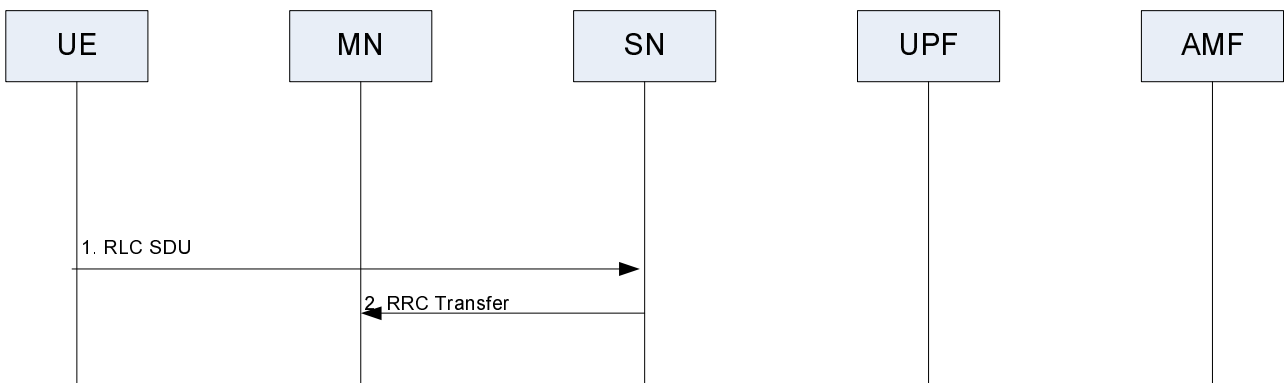 UE
MN
SN
UPF
AMF
1. RLC SDU
2. RRC Transfer